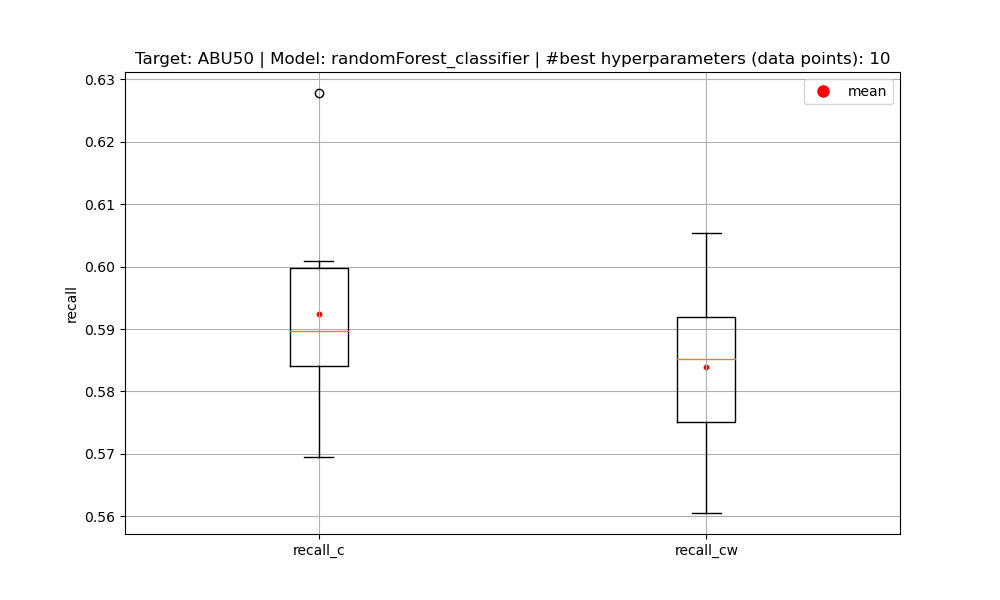 Target: ABU50 | Model: randomForest_classifier | #best hyperparameters (data points): 10
mean
0.63
0.62
0.61
0.60
0.59
0.58
0.57
0.56
recall
recall_c
recall_cw